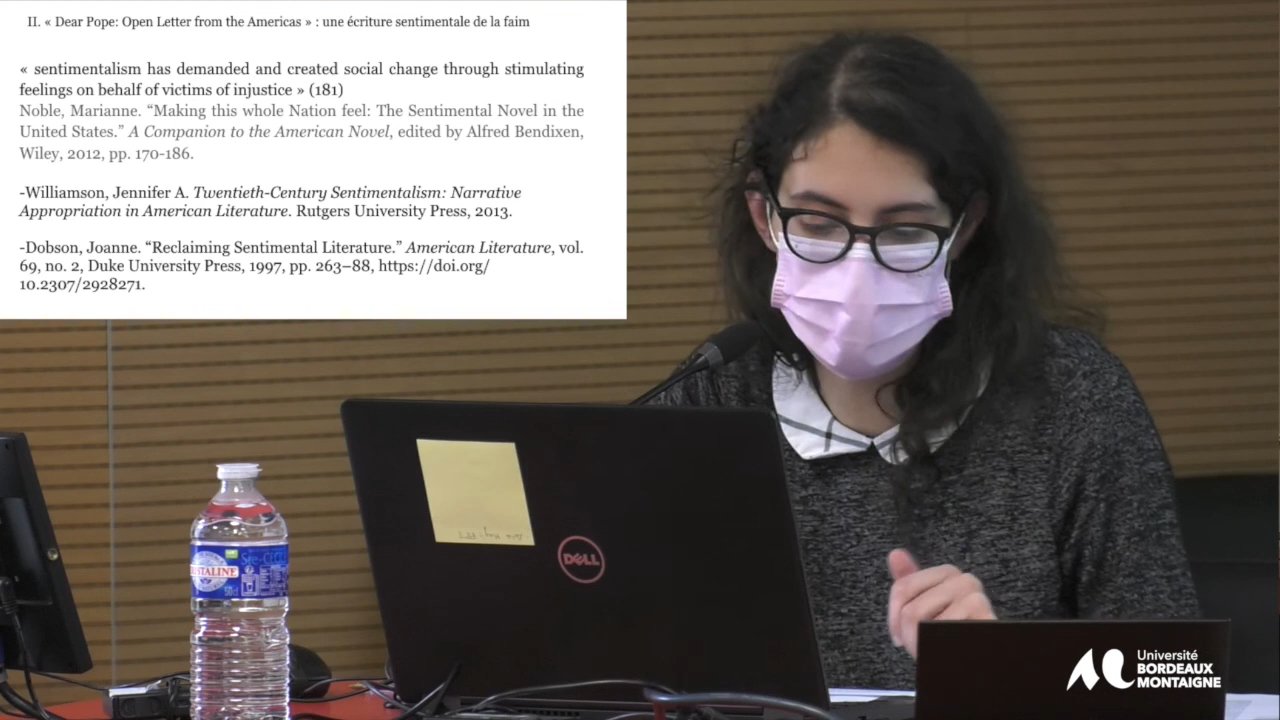 II. « Dear Pope: Open Letter from the Americas » : une écriture sentimentale de la faim
« sentimentalism has demanded and created social change through stimulating
feelings on behalf of victims of injustice » (181)
Noble, Marianne. “Making this whole Nation feel: The Sentimental Novel in the
United States.” A Companion to the American Novel, edited by Alfred Bendixen,
Wiley, 2012, pp. 170-186.
-Williamson, Jennifer A. Twentieth-Century Sentimentalism: Narrative
Appropriation in American Literature. Rutgers University Press, 2013.
-Dobson, Joanne. “Reclaiming Sentimental Literature.” American Literature, vol.
69, no. 2, Duke University Press, 1997, pp. 263–88, https://doi.org/
10.2307/2928271.
DELL
STALINE
Université
BORDEAUX
MONTAIGNE